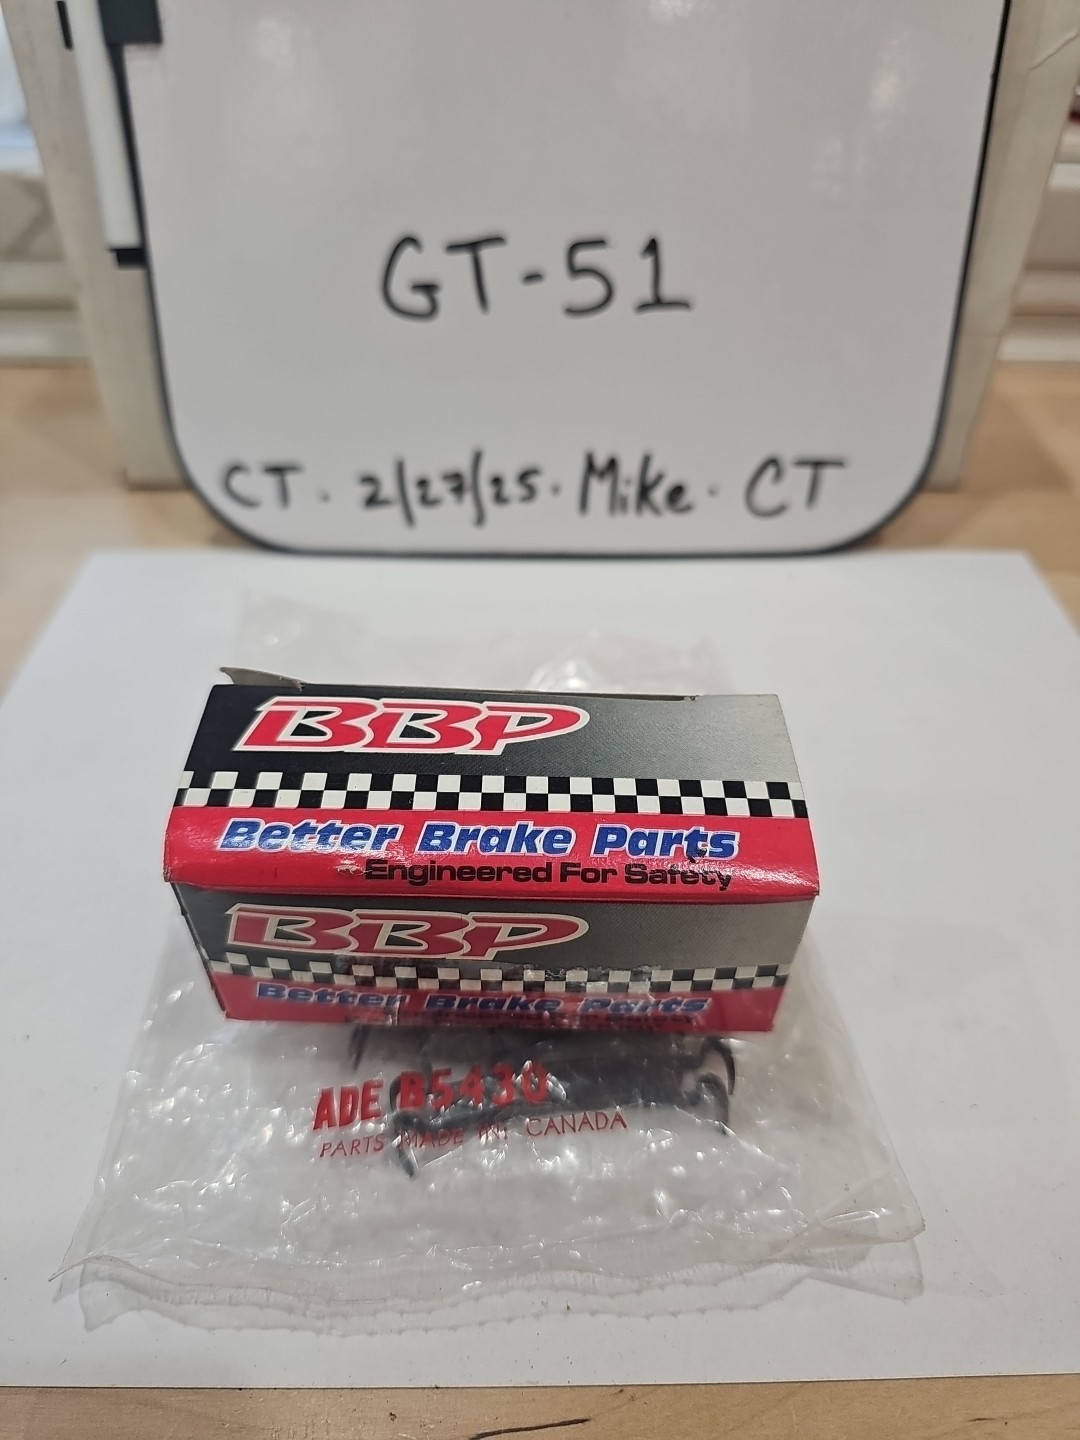 GT-51
CT. 2/27/25. Mike. CT
BBP
Better Brake Parts
Engineered For Safety
BBP
Better Brake Parts
ADE B5430
PARTS MADE IN CANADA